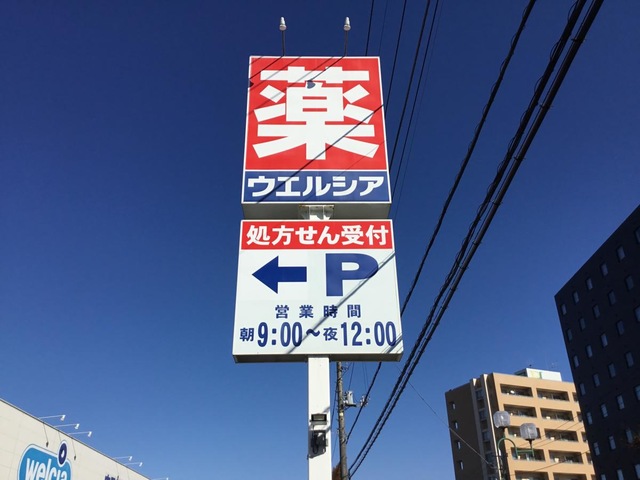 薬
ウエルシア
処方せん受付
← P
営業時間
朝9:00〜夜12:00
welcia